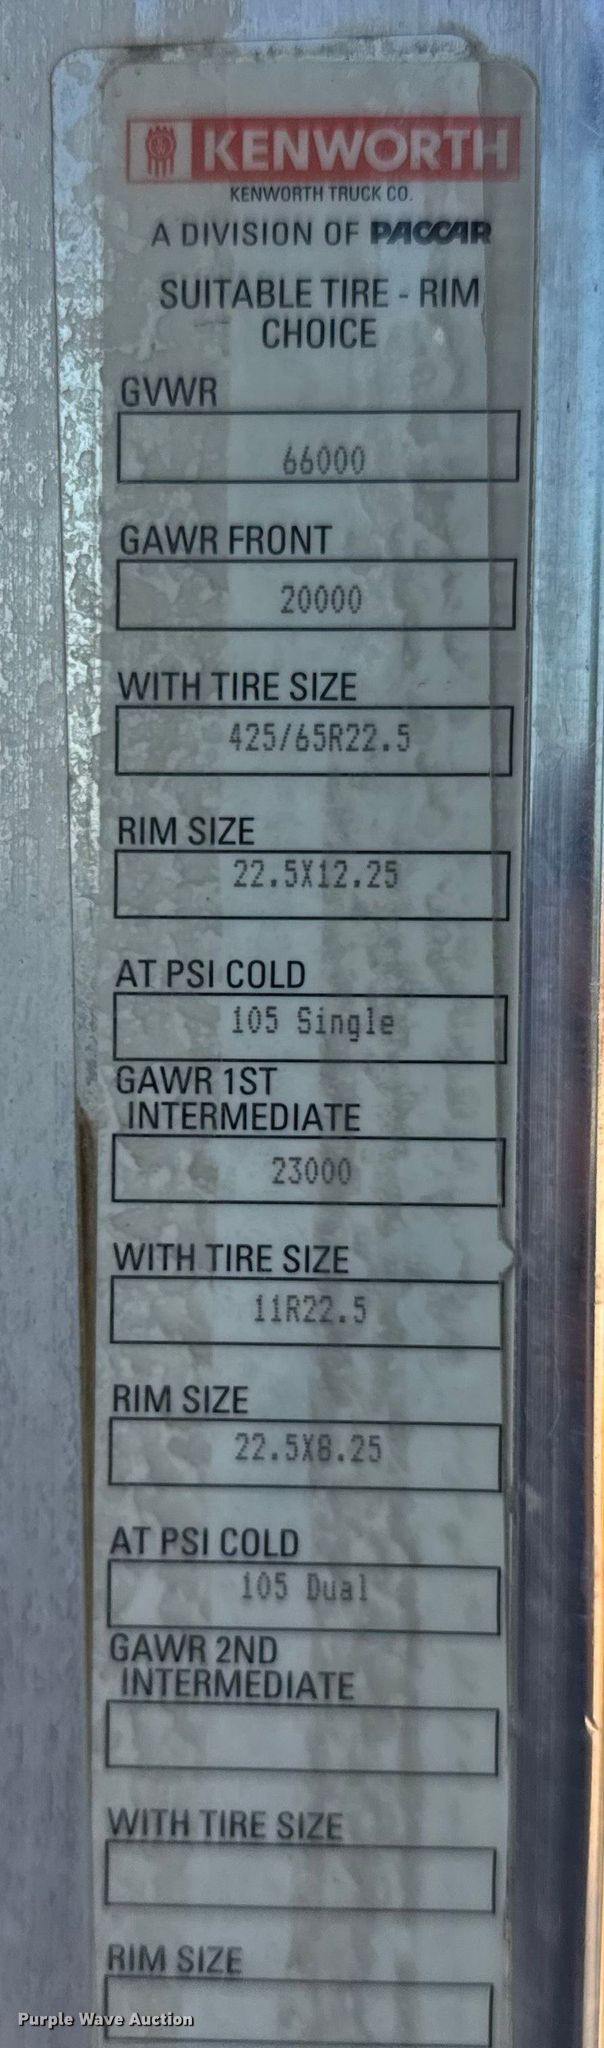 KENWORTH
KENWORTH TRUCK CO.
A DIVISION OF PACCAR
SUITABLE TIRE - RIM
CHOICE
GVWR
66000
GAWR FRONT
20000
WITH TIRE SIZE
425/65R22.5
RIM SIZE
22.5X12.25
AT PSI COLD
105 Single
GAWR 1ST
INTERMEDIATE
23000
WITH TIRE SIZE
11R22.5
RIM SIZE
22.5X8.25
AT PSI COLD
105 Dual
GAWR 2ND
INTERMEDIATE
WITH TIRE SIZE
RIM SIZE
Purple Wave Auction